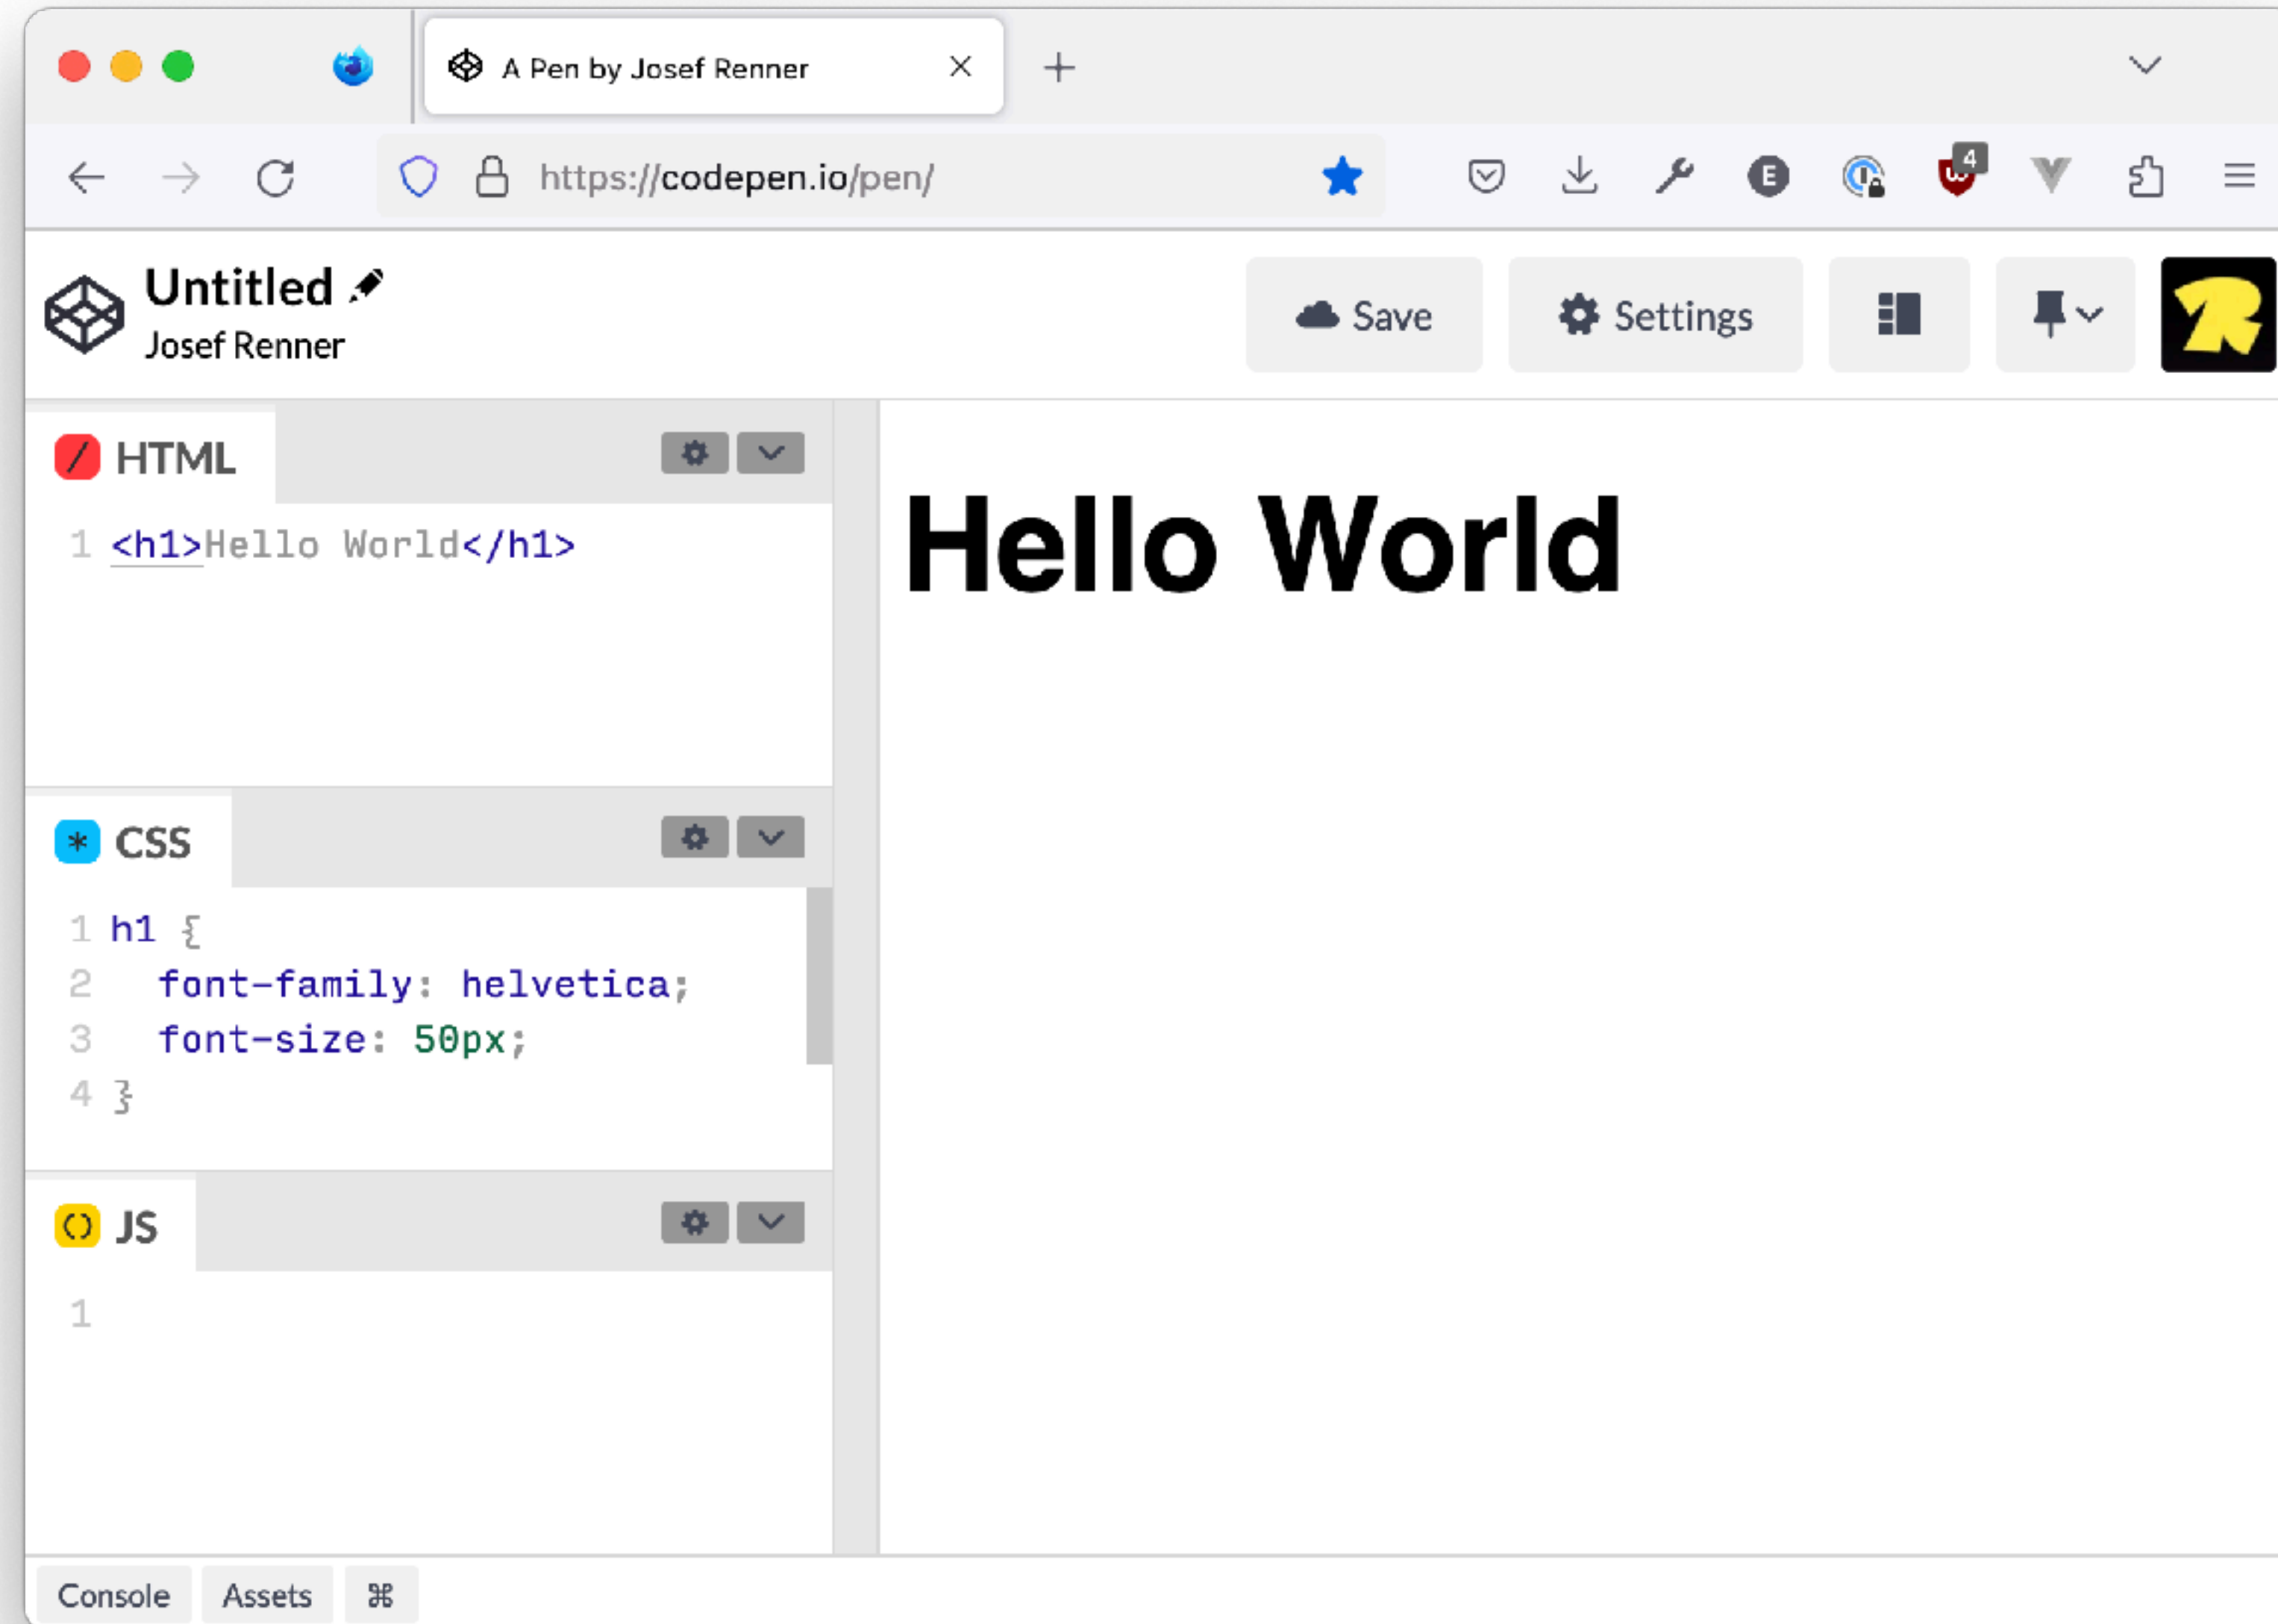 A Pen by Josef Renner
https://codepen.io/pen/
E
4
Untitled
Josef Renner
Save
Settings
R
HTML
1 <h1>Hello World</h1>
Hello World
CSS
1 h1 {
2   font-family: helvetica;
3   font-size: 50px;
4 }
JS
1
Console
Assets
⌘